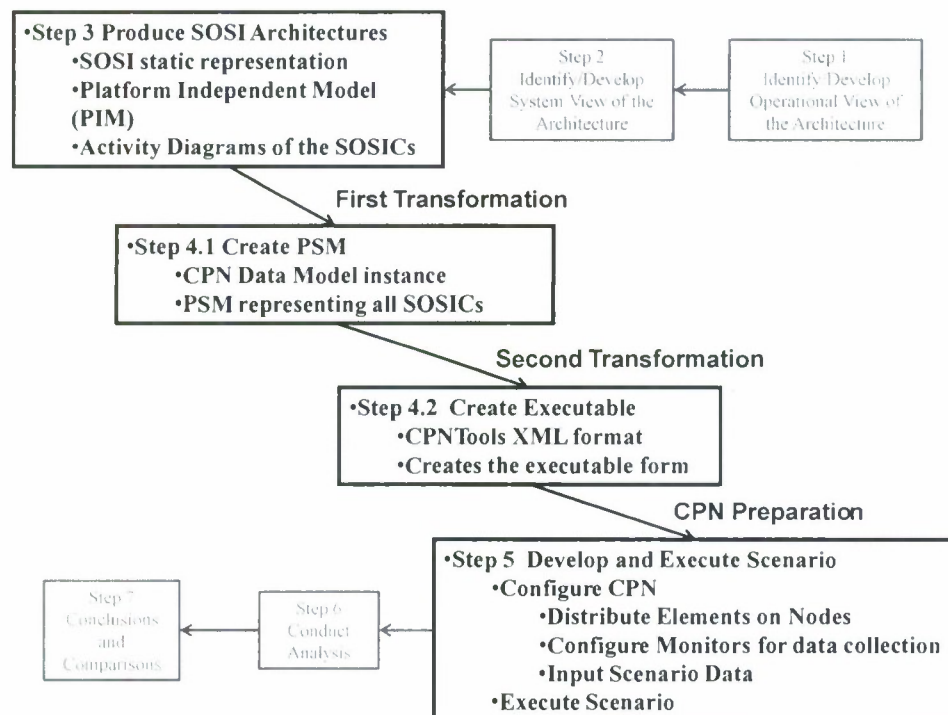 •Step 3 Produce SOSI Architectures
•SOSI static representation
•Platform Independent Model
(PIM)
•Activity Diagrams of the SOSICs
Step 2
Identify/Develop
System View of the
Architecture
Step 1
Identify/Develop
Operational View of
the Architecture
First Transformation
•Step 4.1 Create PSM
•CPN Data Model instance
•PSM representing all SOSICs
Second Transformation
•Step 4.2 Create Executable
•CPNTools XML format
•Creates the executable form
CPN Preparation
•Step 5 Develop and Execute Scenario
•Configure CPN
•Distribute Elements on Nodes
•Configure Monitors for data collection
•Input Scenario Data
•Execute Scenario
Step 6
Conduct
Analysis
Step 7
Conclusions
and
Comparisons